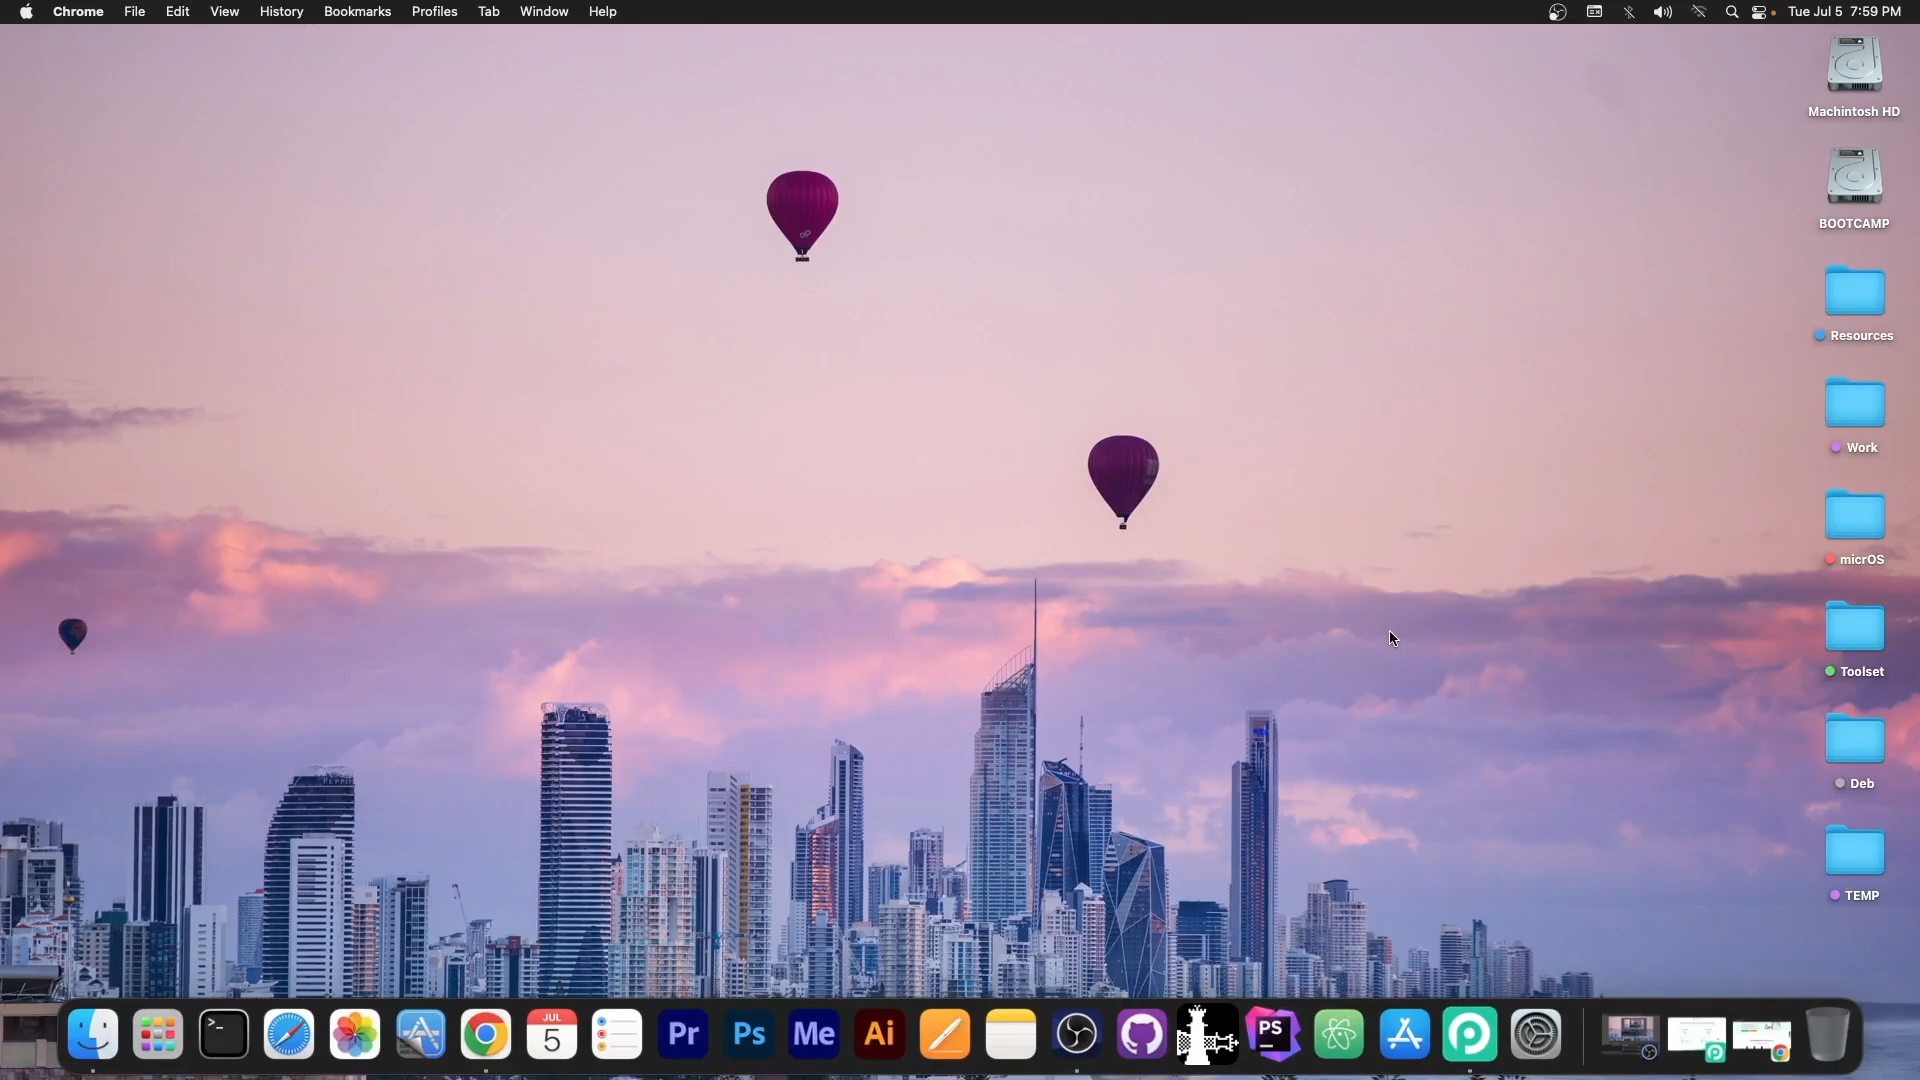 Chrome File Edit View History Bookmarks Profiles Tab Window Help Tue Jul 5 7:59 PM
Machintosh HD
BOOTCAMP
Resources
Work
micrOS
Toolset
Deb
TEMP
>_
JUL
5
Pr
Ps
Me
Ai
PS